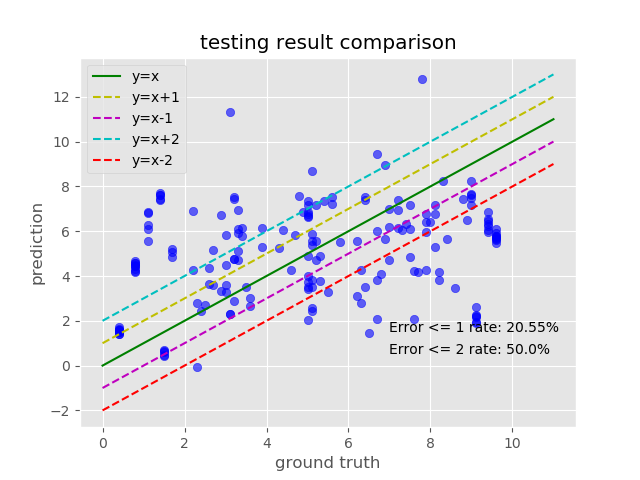 testing result comparison
y=x
y=x+1
y=x-1
y=x+2
y=x-2
12
10
8
6
4
2
0
−2
prediction
Error <= 1 rate: 20.55%
Error <= 2 rate: 50.0%
0 2 4 6 8 10
ground truth